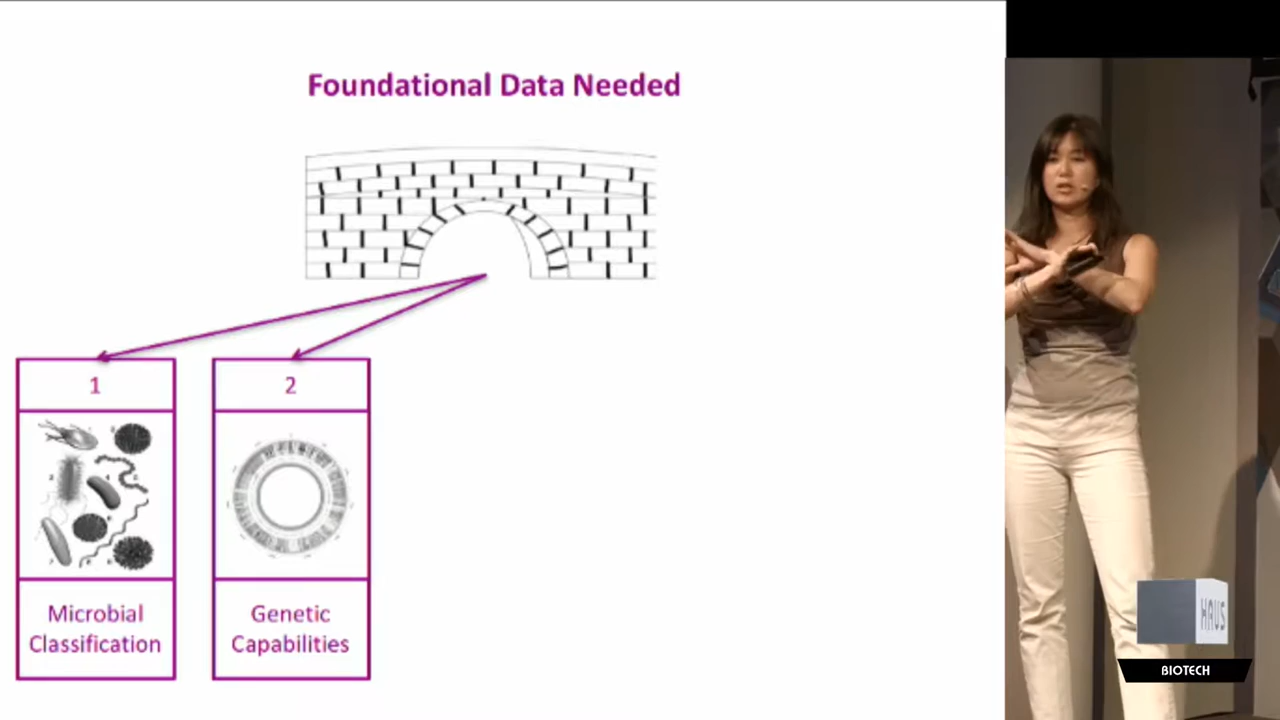 Foundational Data Needed
1
2
Microbial
Classification
Genetic
Capabilities
HAUS
BIOTECH